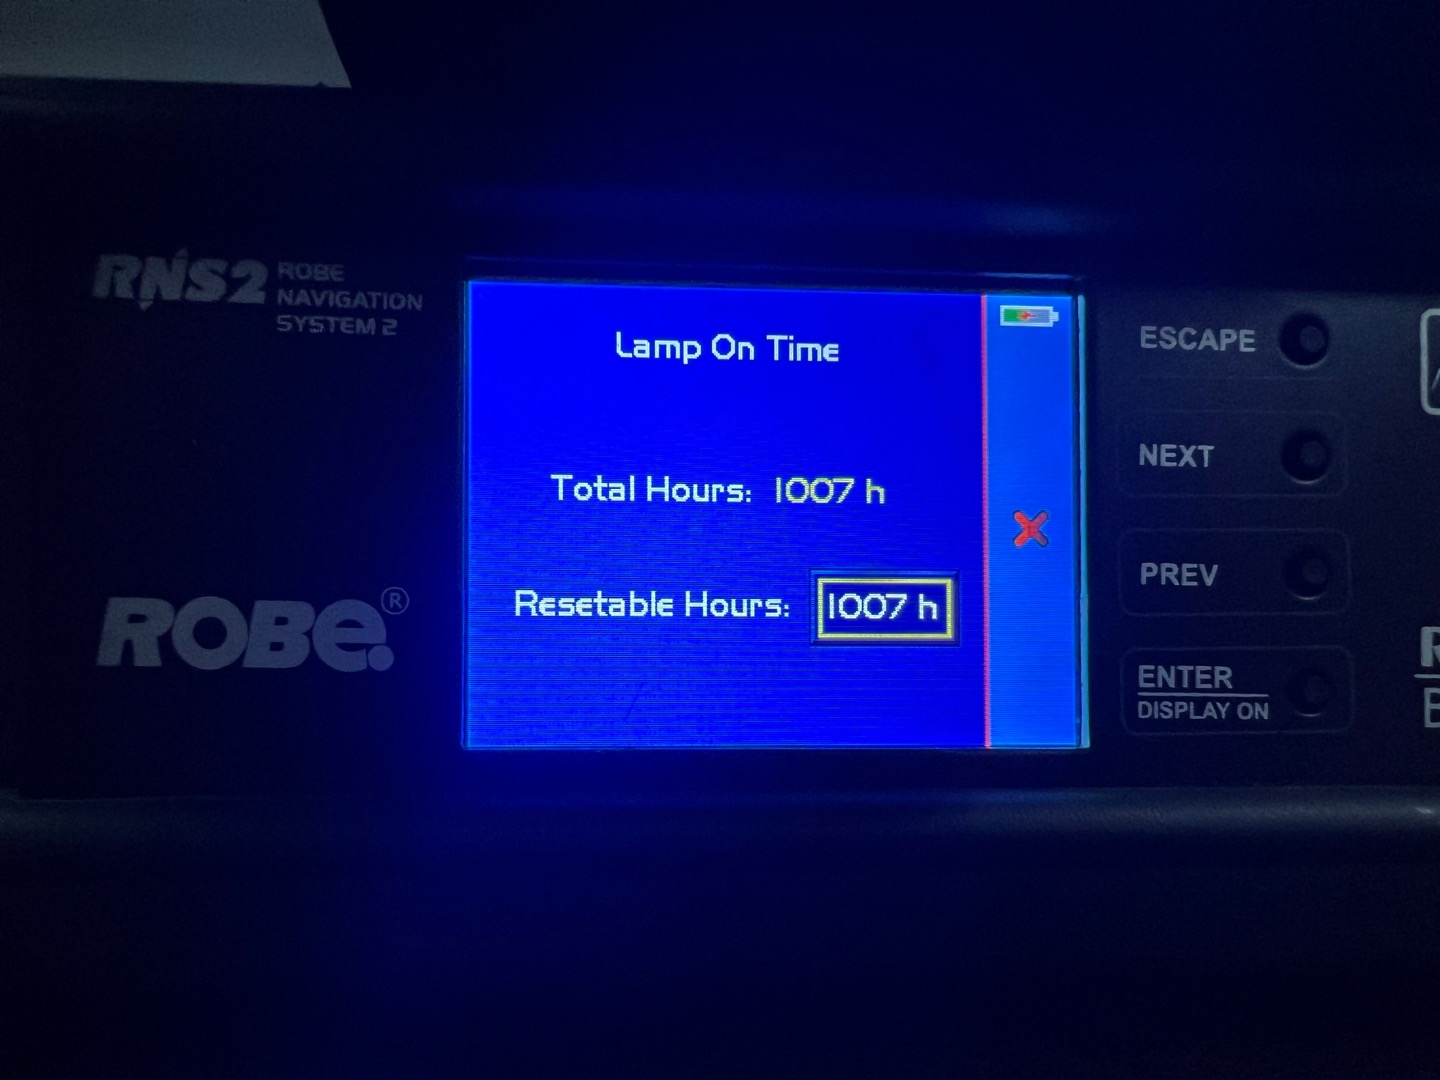 RNS2 ROBE
NAVIGATION
SYSTEM 2
ROBE®
Lamp On Time
Total Hours: 1007 h
Resetable Hours: 1007 h
ESCAPE
NEXT
PREV
ENTER
DISPLAY ON